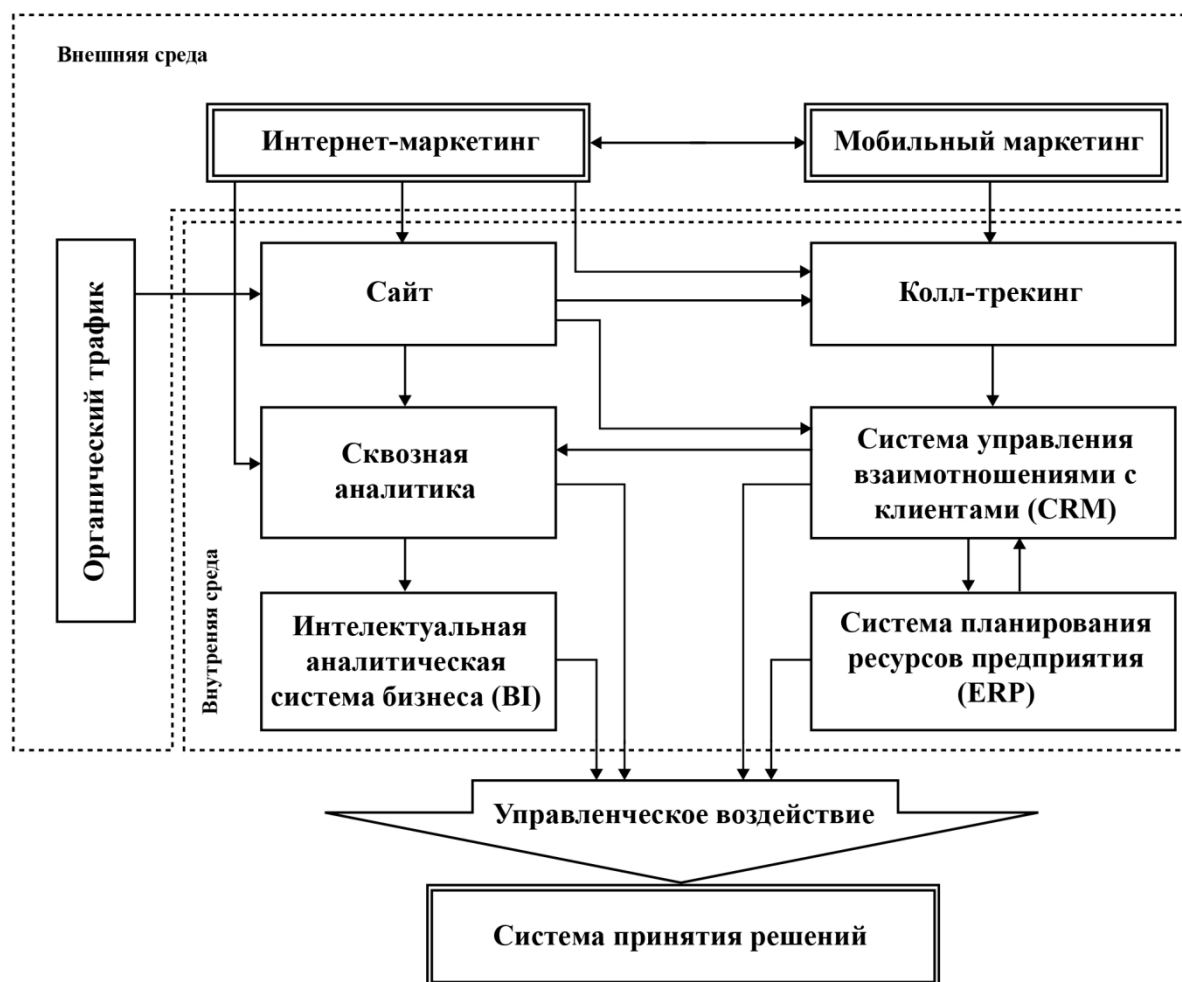 Внешняя среда
Интернет-маркетинг
Мобильный маркетинг
Органический трафик
Сайт
Колл-трекинг
Сквозная
аналитика
Система управления
взаимотношениями с
клиентами (CRM)
Внутреняя среда
Интелектуальная
аналитическая
система бизнеса (BI)
Система планирования
ресурсов предприятия
(ERP)
Управленческое воздействие
Система принятия решений